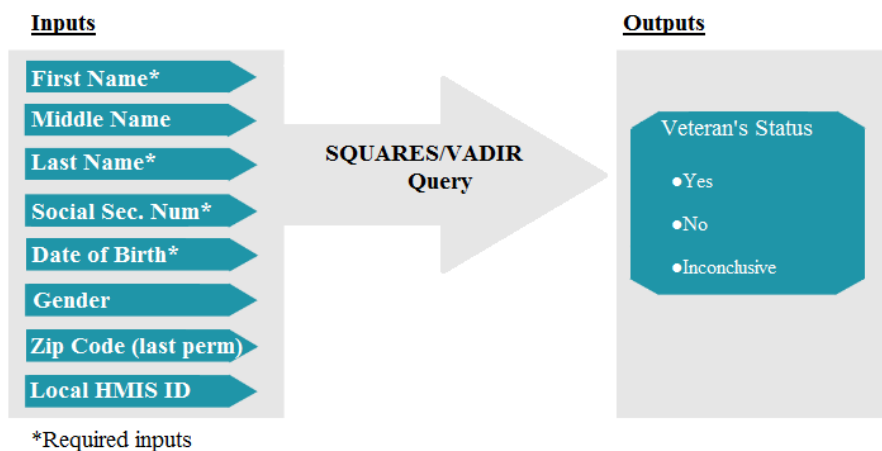 Inputs
First Name*
Middle Name
Last Name*
Social Sec. Num*
Date of Birth*
Gender
Zip Code (last perm)
Local HMIS ID
*Required inputs
SQUARES/VADIR
Query
Outputs
Veteran's Status
●Yes
●No
●Inconclusive